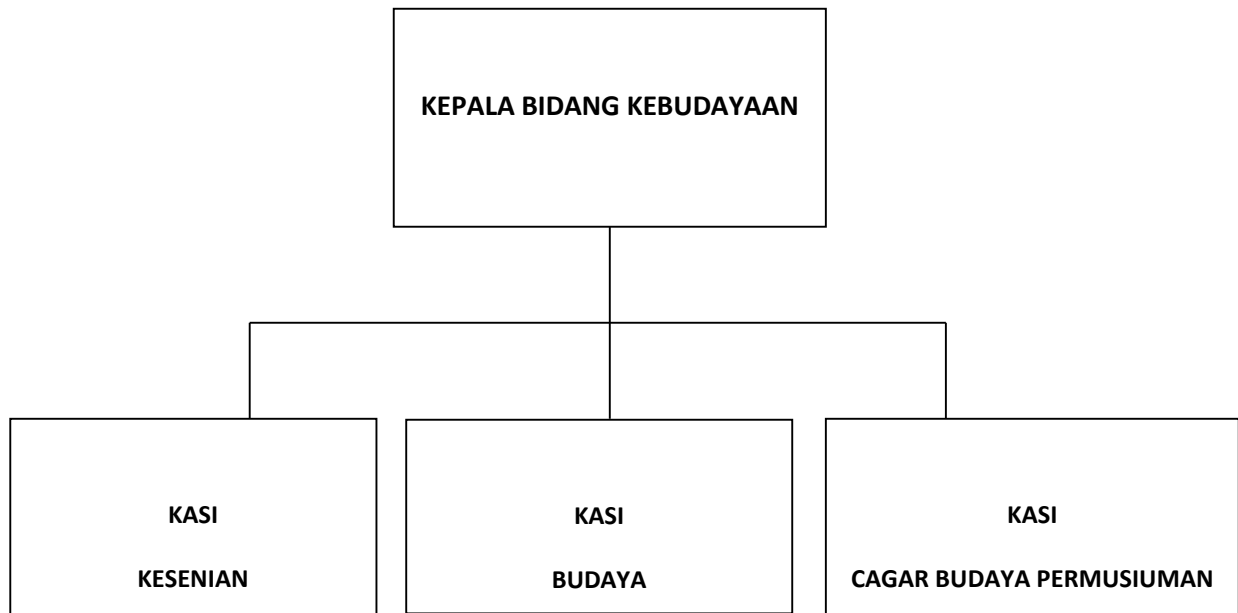 KEPALA BIDANG KEBUDAYAAN
KASI
KESENIAN
KASI
BUDAYA
KASI
CAGAR BUDAYA PERMUSIUMAN